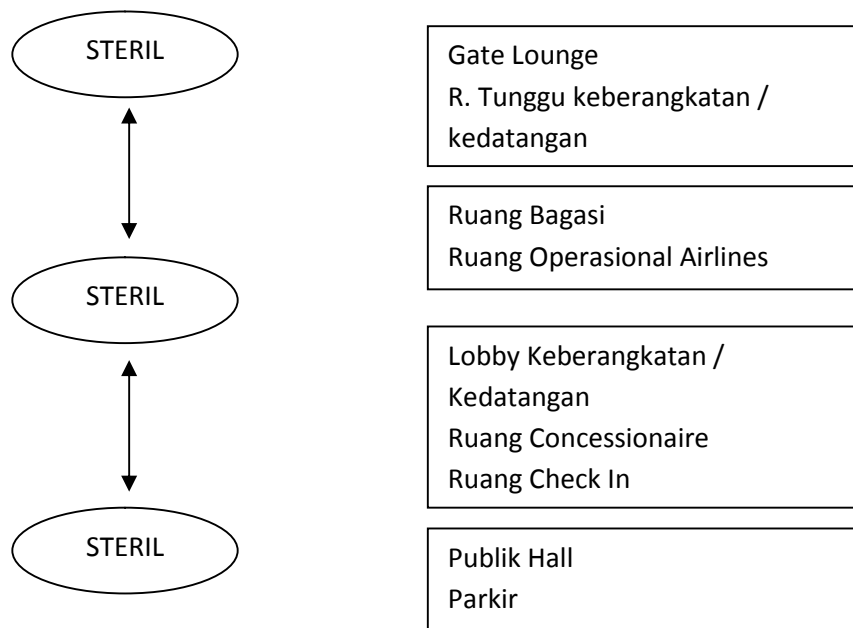 STERIL
Gate Lounge
R. Tunggu keberangkatan /
kedatangan
Ruang Bagasi
Ruang Operasional Airlines
STERIL
Lobby Keberangkatan /
Kedatangan
Ruang Concessionaire
Ruang Check In
STERIL
Publik Hall
Parkir